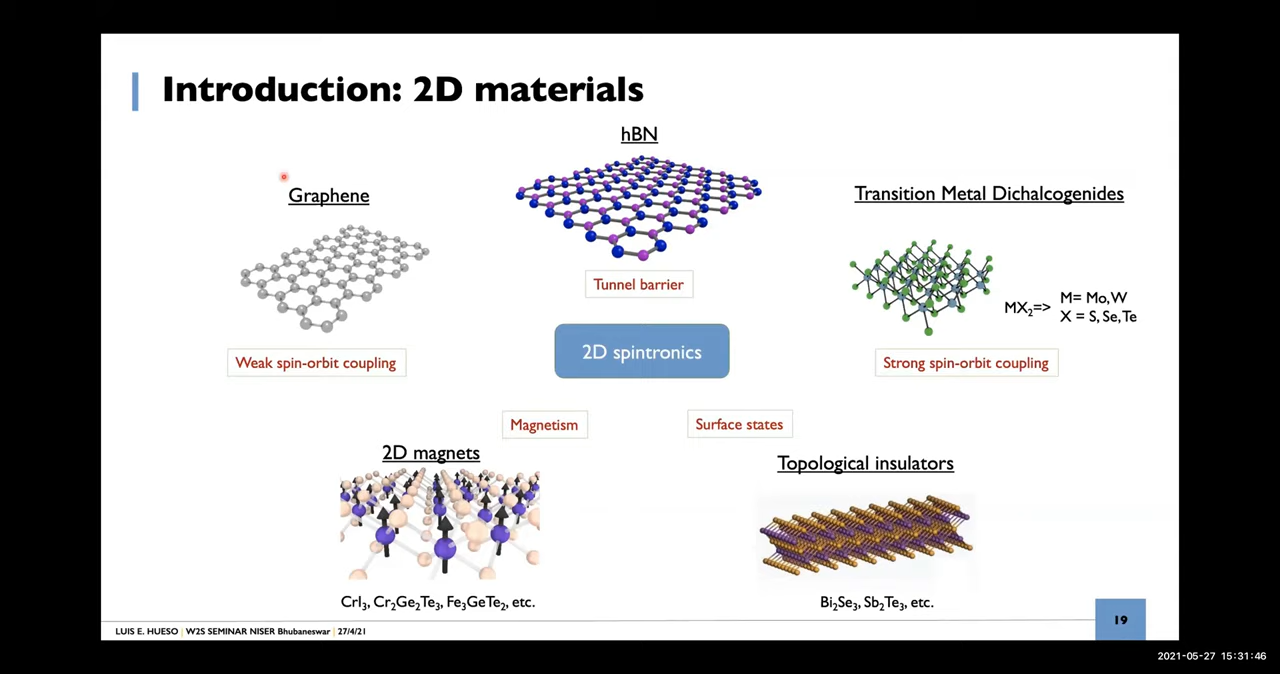 Introduction: 2D materials
hBN
Graphene
Transition Metal Dichalcogenides
Tunnel barrier
MX₂=>
M= Mo,W
X = S, Se, Te
2D spintronics
Weak spin-orbit coupling
Strong spin-orbit coupling
Magnetism
Surface states
2D magnets
Topological insulators
CrI₃, Cr₂Ge₂Te₃, Fe₃GeTe₂, etc.
Bi₂Se₃, Sb₂Te₃, etc.
LUIS E. HUESO | W2S SEMINAR NISER Bhubaneswar | 27/4/21
19
2021-05-27 15:31:46